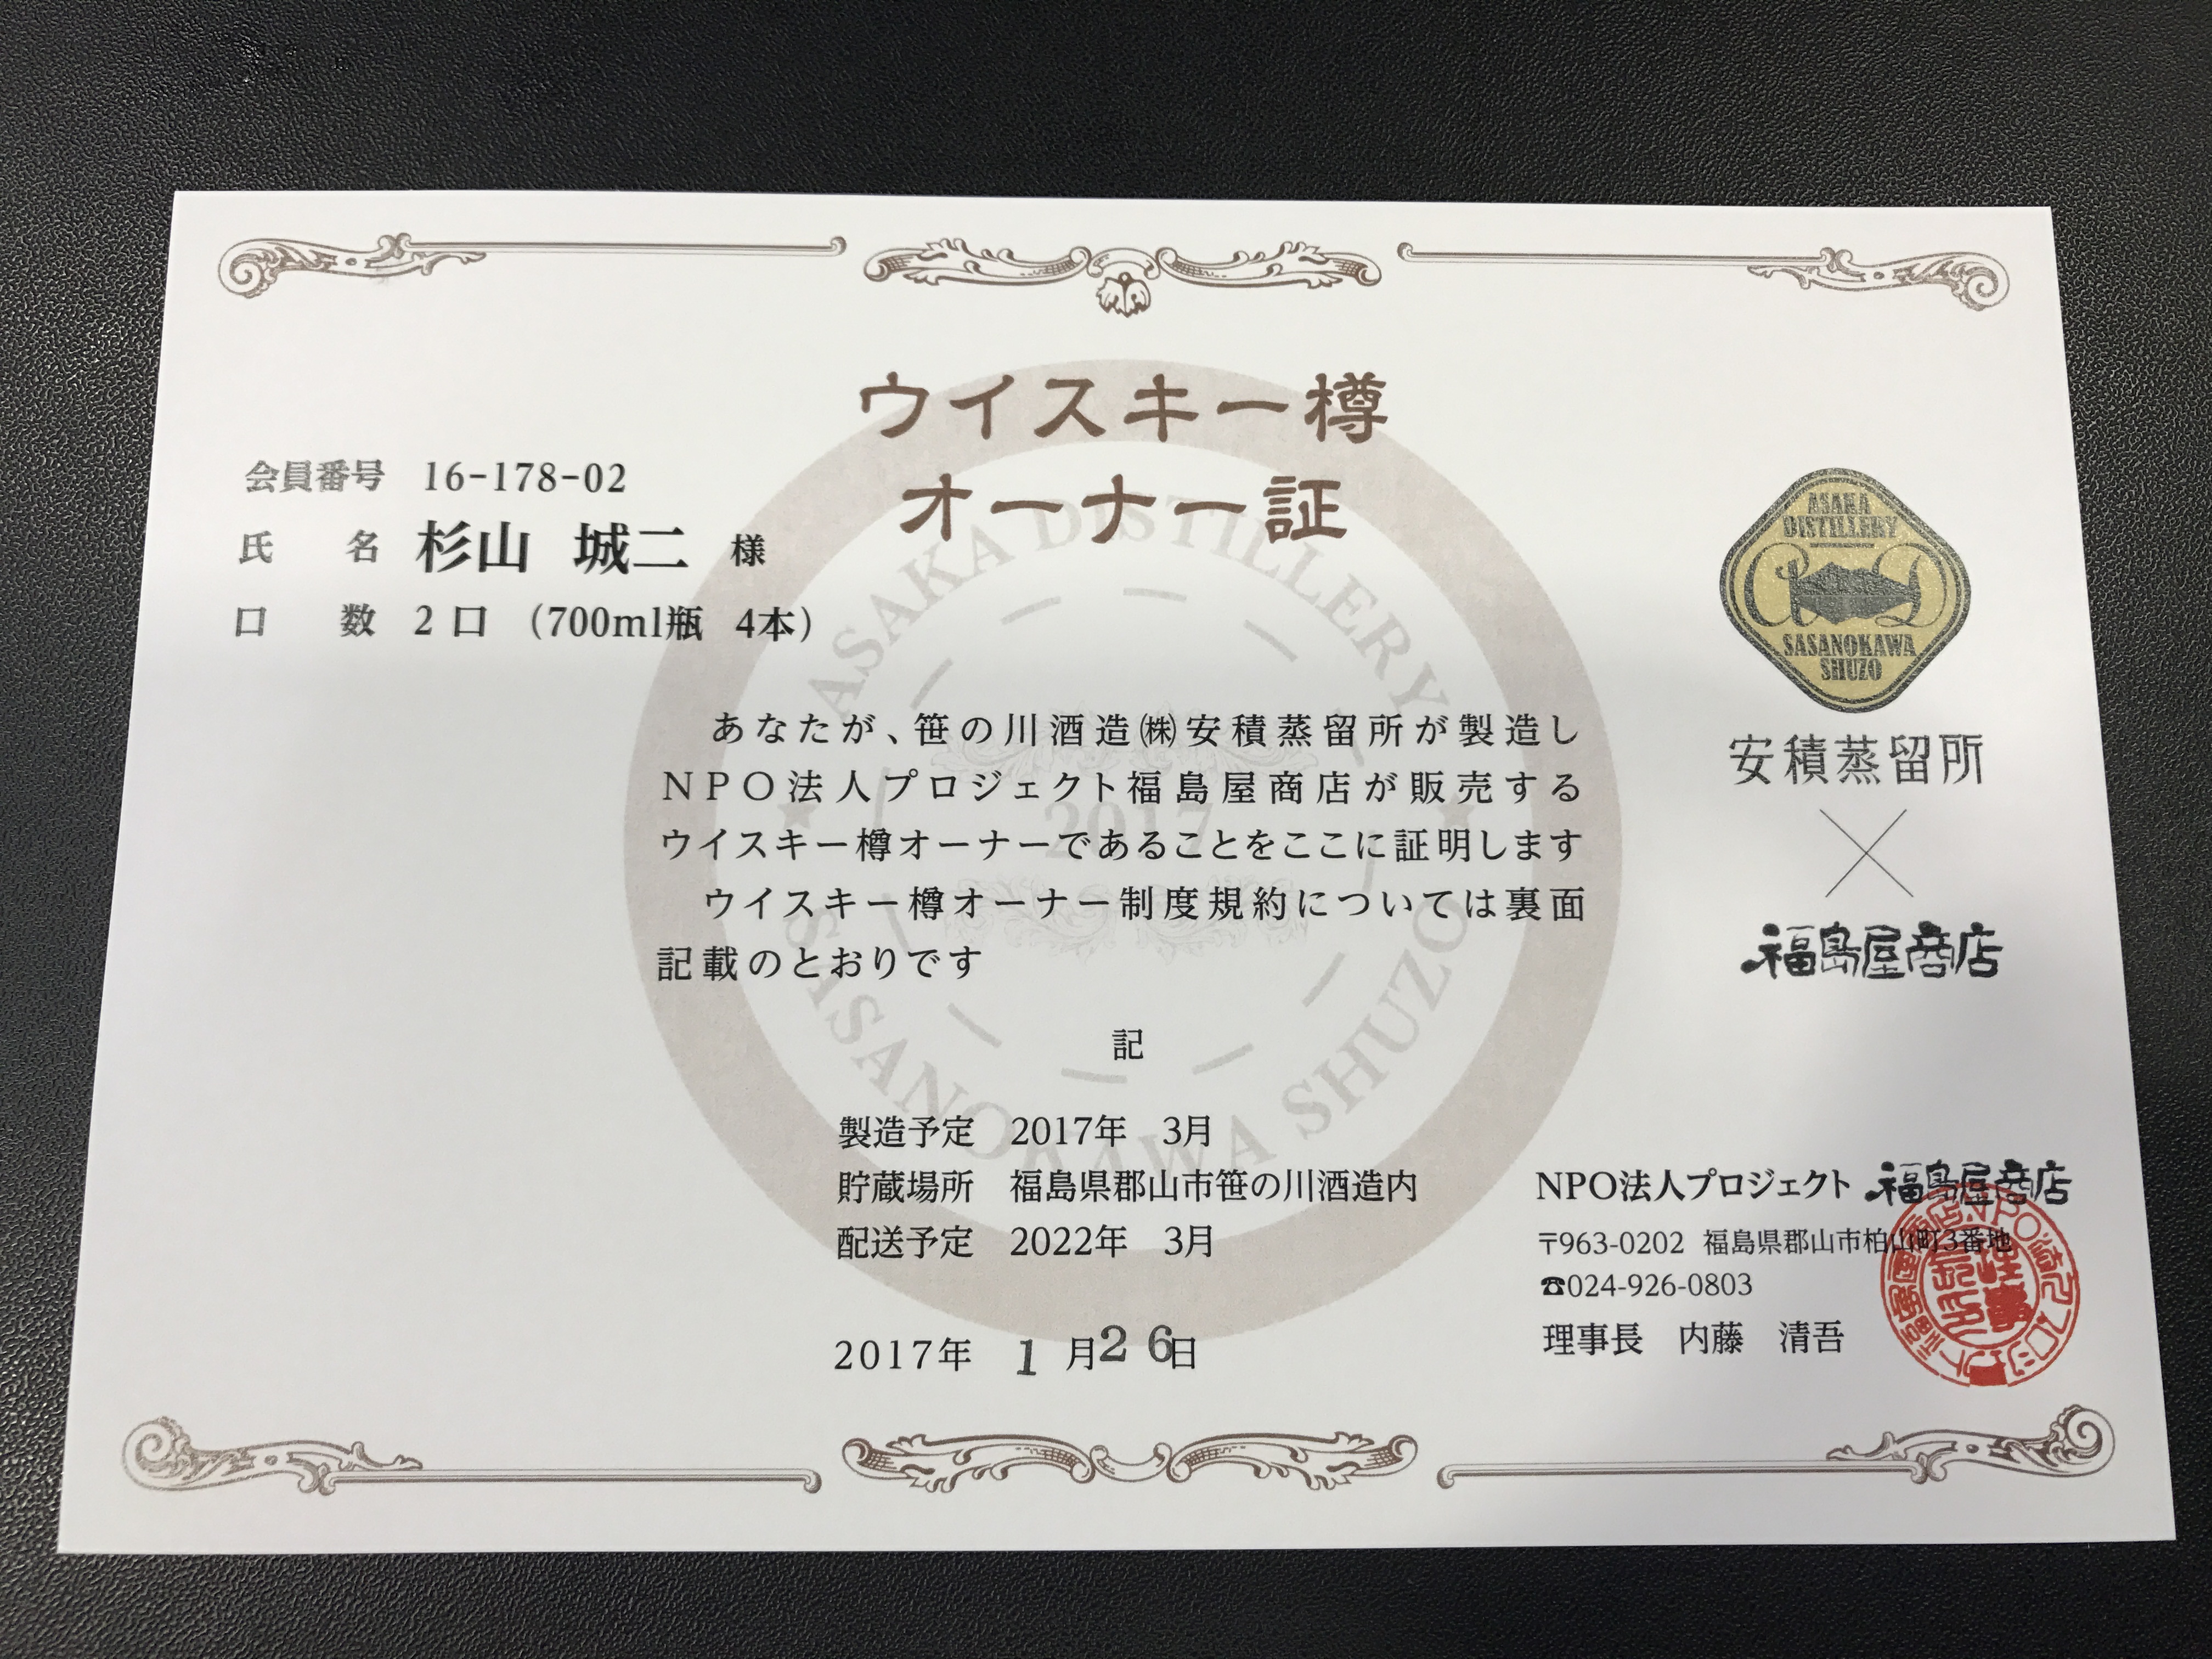 ウイスキー樽
オーナー証
会員番号 16-178-02
氏 名 杉山 城二 様
口 数 2 口 (700ml瓶 4本)
あなたが、笹の川酒造㈱安積蒸留所が製造し
NPO法人プロジェクト福島屋商店が販売する
ウイスキー樽オーナーであることをここに証明します
ウイスキー樽オーナー制度規約については裏面
記載のとおりです
記
製造予定 2017年 3月
貯蔵場所 福島県郡山市笹の川酒造内
配送予定 2022年 3月
2017年 1月26日
ASAKA
DISTILLERY
SASANOKAWA
SHUZO
安積蒸留所
×
福島屋商店
NPO法人プロジェクト 福島屋商店
〒963-0202 福島県郡山市柏山町3番地
☎024-926-0803
理事長 内藤 清吾
ASAKA DISTILLERY
2017
SASANOKAWA SHUZO